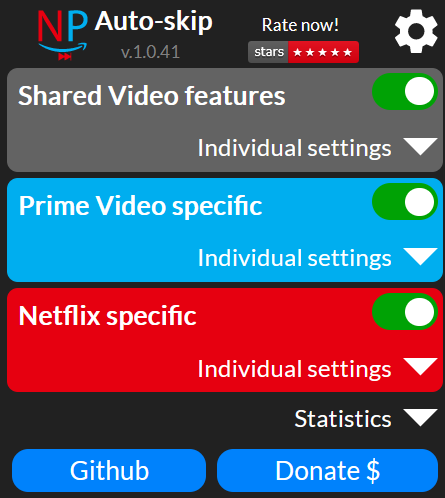 NP Auto-skip
v.1.0.41
Rate now!
stars ★★★★★
Shared Video features
Individual settings
Prime Video specific
Individual settings
Netflix specific
Individual settings
Statistics
Github
Donate $